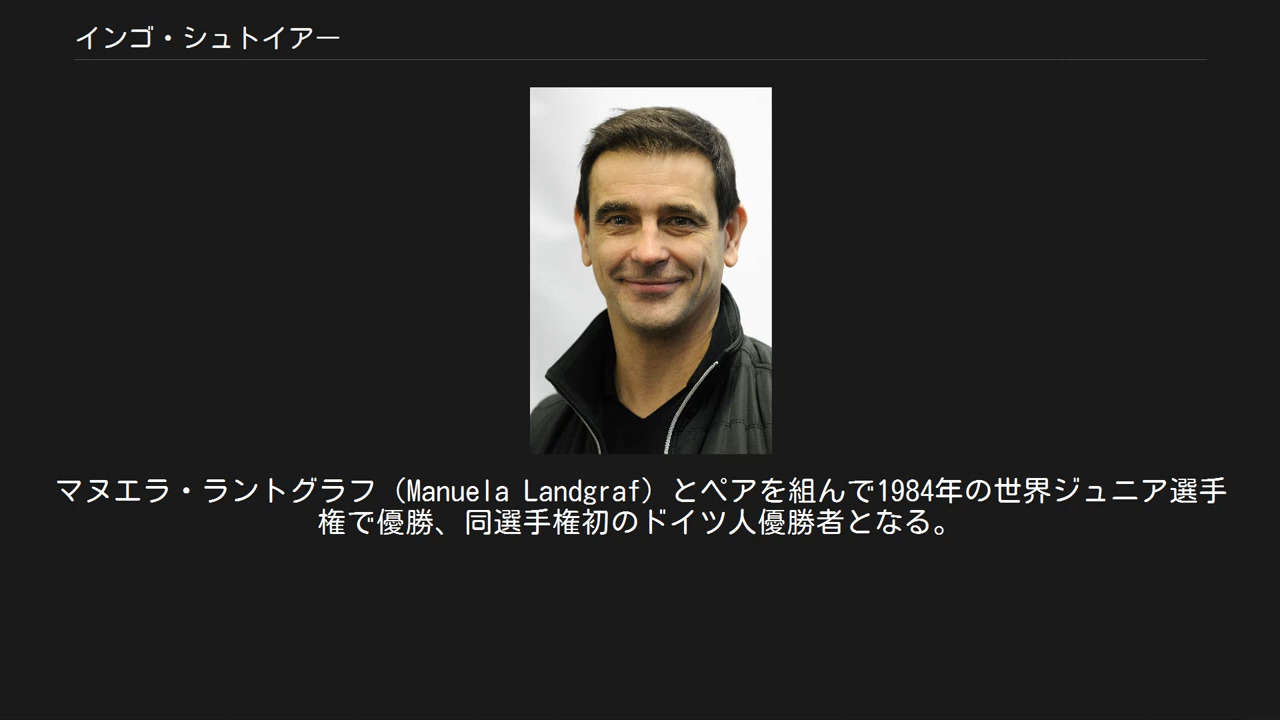 インゴ・シュトイアー
マヌエラ・ラントグラフ（Manuela Landgraf）とペアを組んで1984年の世界ジュニア選手
権で優勝、同選手権初のドイツ人優勝者となる。